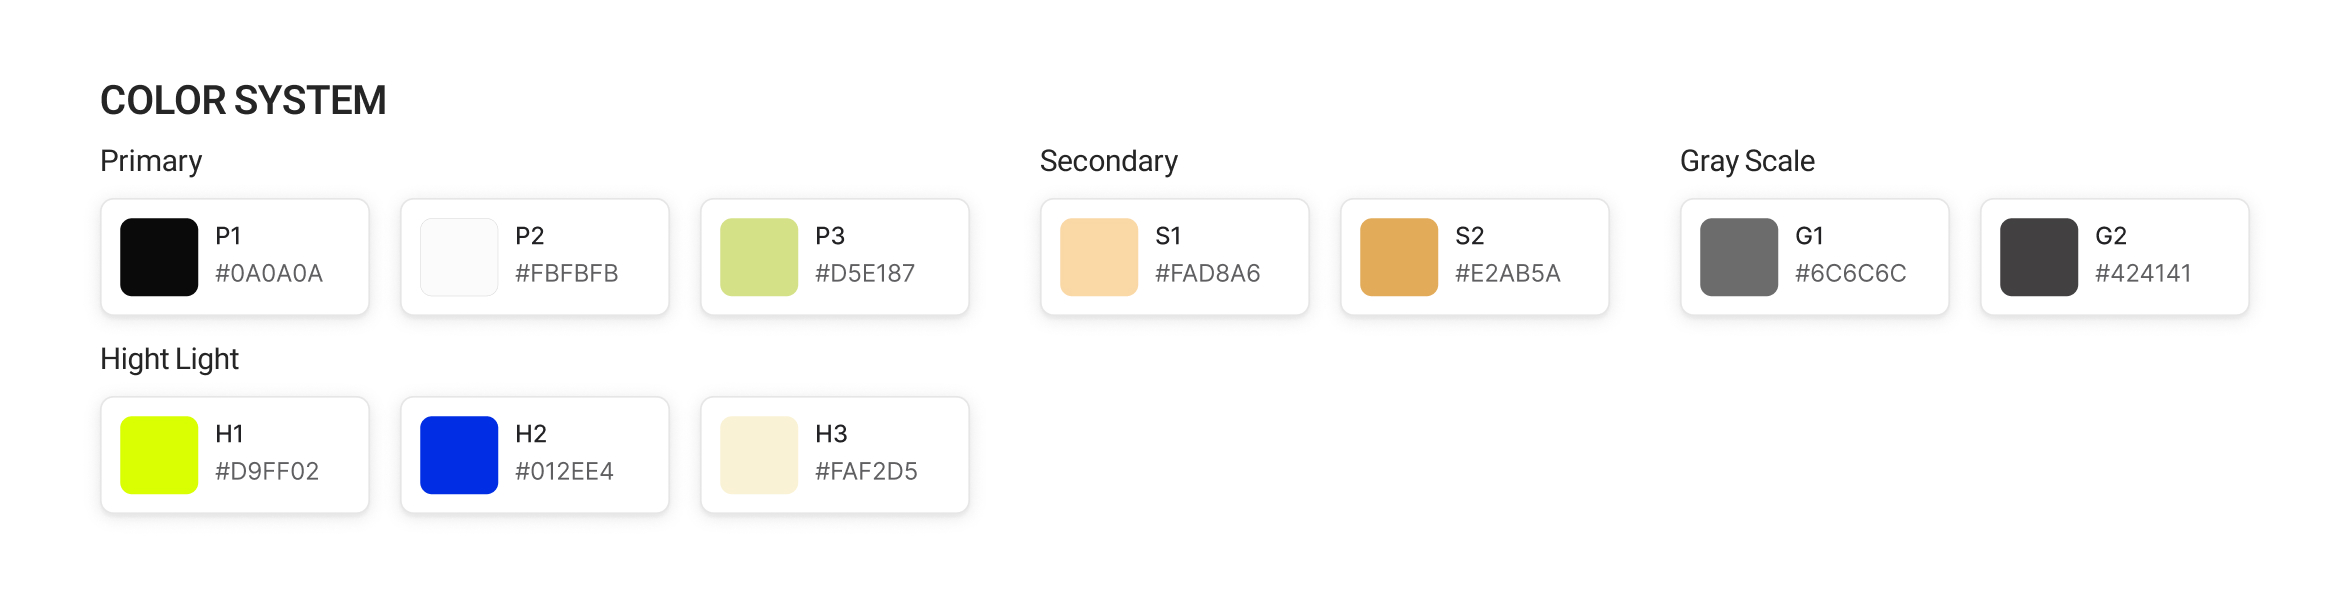 COLOR SYSTEM
Primary
P1
#0A0A0A
P2
#FBFBFB
P3
#D5E187
Secondary
S1
#FAD8A6
S2
#E2AB5A
Gray Scale
G1
#6C6C6C
G2
#424141
Hight Light
H1
#D9FF02
H2
#012EE4
H3
#FAF2D5